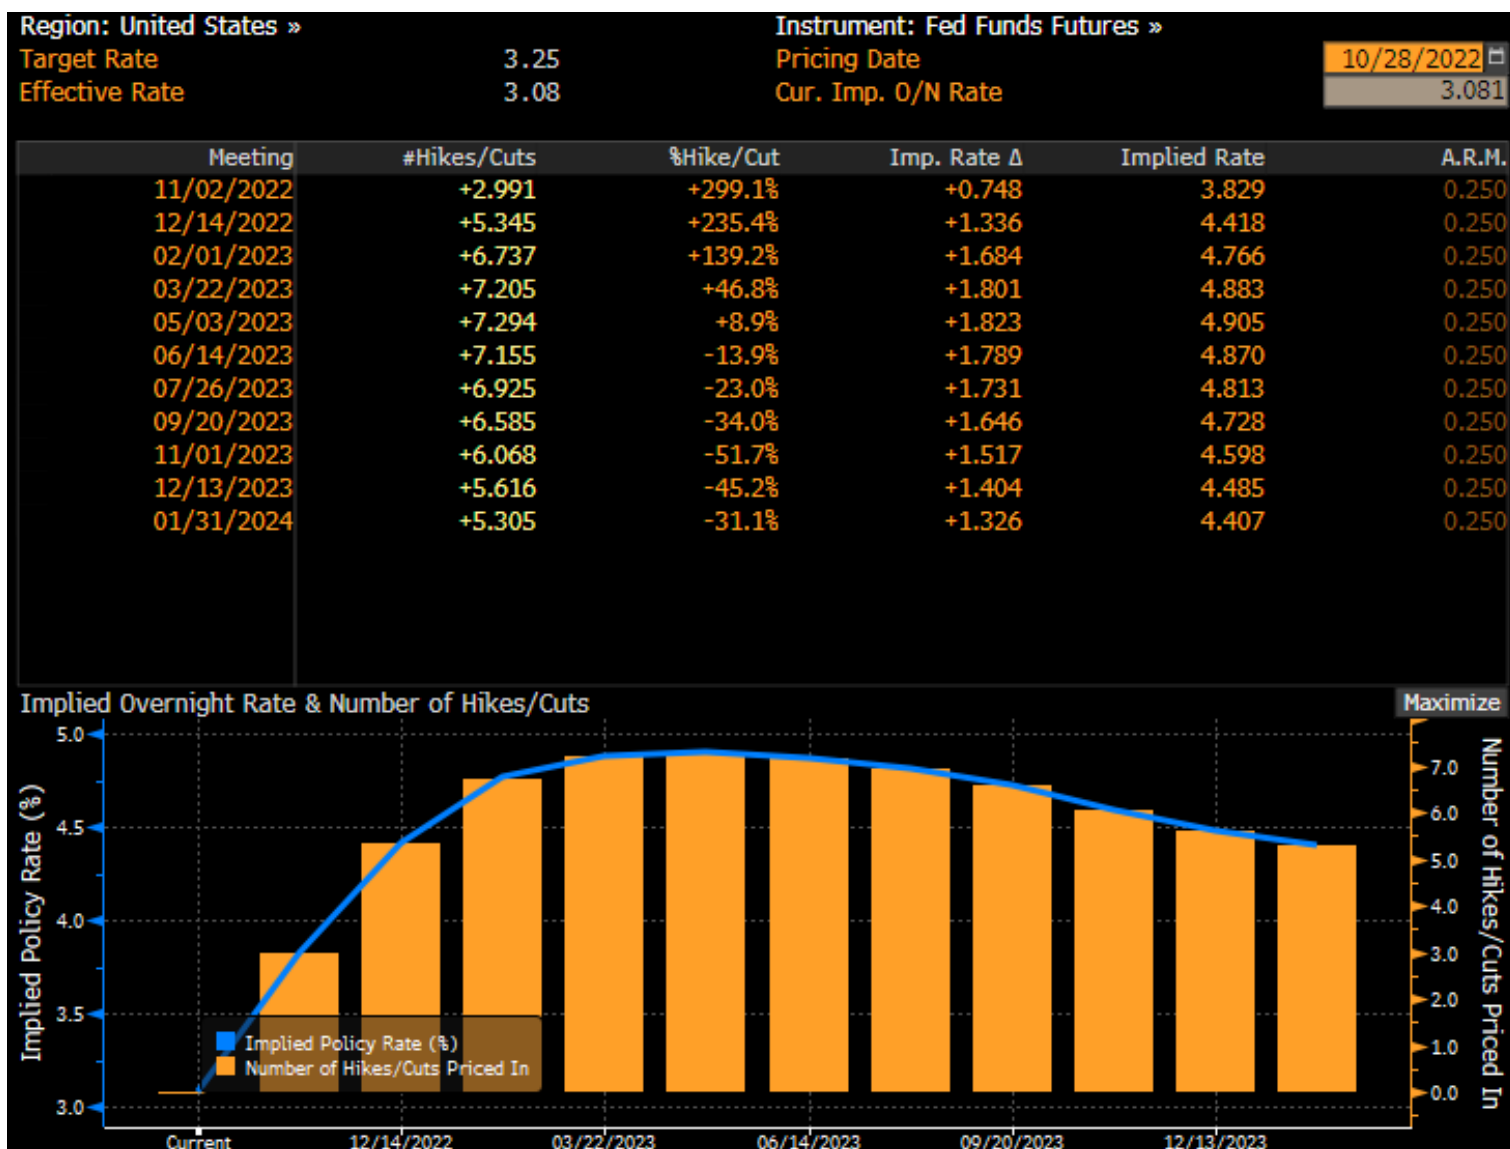 Region: United States » Instrument: Fed Funds Futures »
Target Rate 3.25 Pricing Date 10/28/2022
Effective Rate 3.08 Cur. Imp. O/N Rate 3.081
Meeting #Hikes/Cuts %Hike/Cut Imp. Rate Δ Implied Rate A.R.M.
11/02/2022 +2.991 +299.1% +0.748 3.829 0.250
12/14/2022 +5.345 +235.4% +1.336 4.418 0.250
02/01/2023 +6.737 +139.2% +1.684 4.766 0.250
03/22/2023 +7.205 +46.8% +1.801 4.883 0.250
05/03/2023 +7.294 +8.9% +1.823 4.905 0.250
06/14/2023 +7.155 -13.9% +1.789 4.870 0.250
07/26/2023 +6.925 -23.0% +1.731 4.813 0.250
09/20/2023 +6.585 -34.0% +1.646 4.728 0.250
11/01/2023 +6.068 -51.7% +1.517 4.598 0.250
12/13/2023 +5.616 -45.2% +1.404 4.485 0.250
01/31/2024 +5.305 -31.1% +1.326 4.407 0.250
Implied Overnight Rate & Number of Hikes/Cuts Maximize
Implied Policy Rate (%)
5.0
4.5
4.0
3.5
3.0
Implied Policy Rate (%)
Number of Hikes/Cuts Priced In
7.0
6.0
5.0
4.0
3.0
2.0
1.0
0.0
Number of Hikes/Cuts Priced In
Current 12/14/2022 03/22/2023 06/14/2023 09/20/2023 12/13/2023